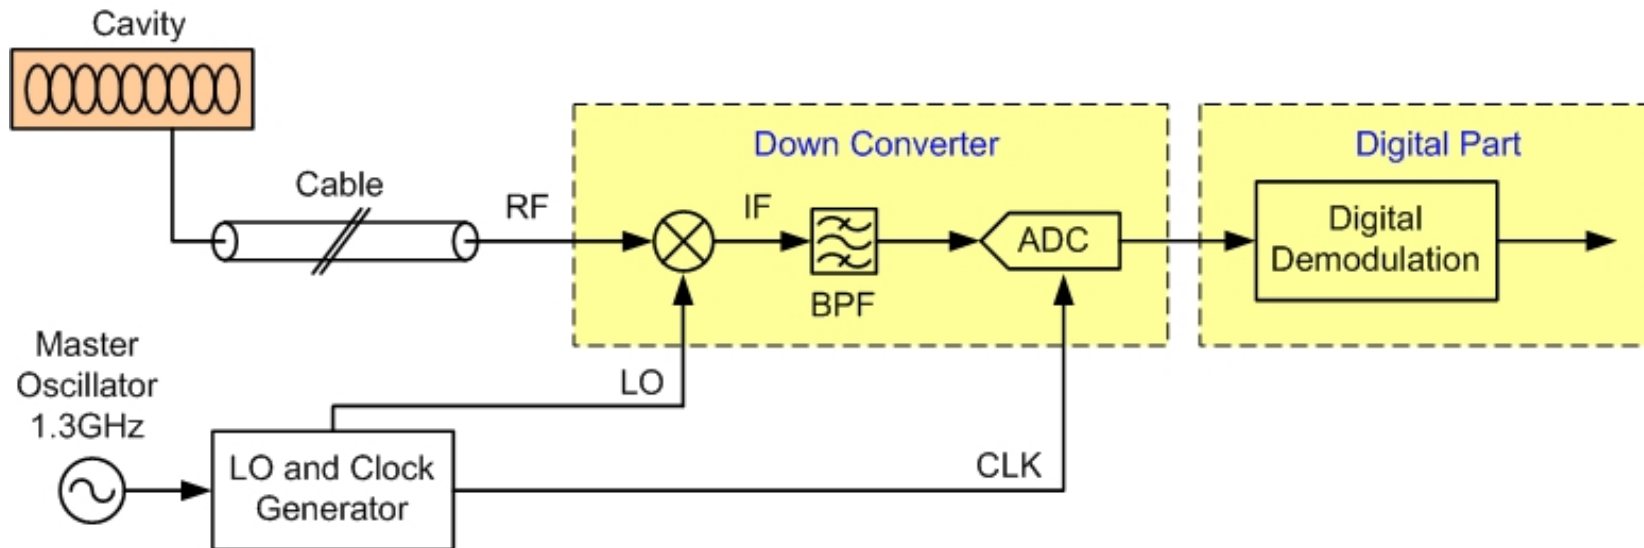 Cavity
Cable
RF
Down Converter
IF
BPF
ADC
Digital Part
Digital
Demodulation
Master
Oscillator
1.3GHz
LO
LO and Clock
Generator
CLK